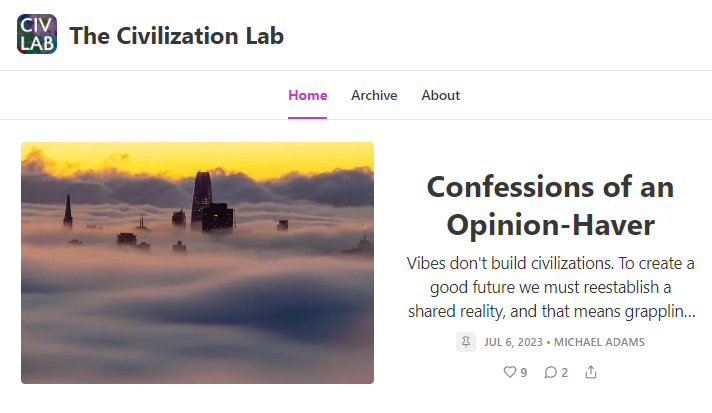 CIV
LAB
The Civilization Lab
Home Archive About
Confessions of an
Opinion-Haver
Vibes don't build civilizations. To create a
good future we must reestablish a
shared reality, and that means grapplin...
JUL 6, 2023 • MICHAEL ADAMS
9 2